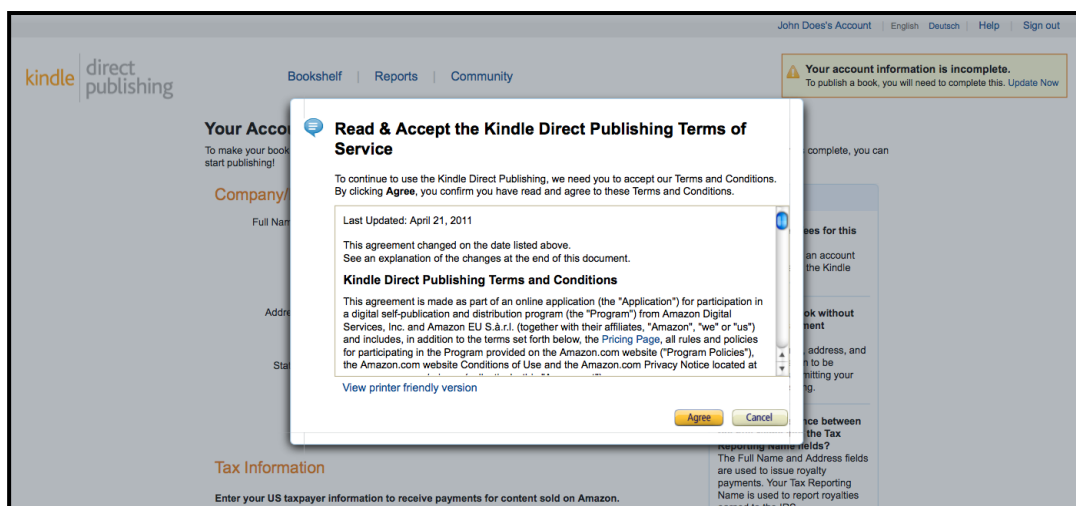 John Does's Account | English Deutsch | Help | Sign out
kindle direct publishing
Bookshelf | Reports | Community
Your account information is incomplete.
To publish a book, you will need to complete this. Update Now
Your Acco
To make your book
complete, you can
start publishing!
Company/
Full Nam
Addre
Stat
Read & Accept the Kindle Direct Publishing Terms of
Service
To continue to use the Kindle Direct Publishing, we need you to accept our Terms and Conditions.
By clicking Agree, you confirm you have read and agree to these Terms and Conditions.
Last Updated: April 21, 2011
This agreement changed on the date listed above.
See an explanation of the changes at the end of this document.
Kindle Direct Publishing Terms and Conditions
This agreement is made as part of an online application (the "Application") for participation in
a digital self-publication and distribution program (the "Program") from Amazon Digital
Services, Inc. and Amazon EU S.à.r.l. (together with their affiliates, "Amazon", "we" or "us")
and includes, in addition to the terms set forth below, the Pricing Page, all rules and policies
for participating in the Program provided on the Amazon.com website ("Program Policies"),
the Amazon.com website Conditions of Use and the Amazon.com Privacy Notice located at
View printer friendly version
Agree Cancel
ees for this
an account
the Kindle
ok without
ment
address, and
n to be
mitting your
ng.
nce between
the Tax
Reporting Name fields?
The Full Name and Address fields
are used to issue royalty
payments. Your Tax Reporting
Name is used to report royalties
Tax Information
Enter your US taxpayer information to receive payments for content sold on Amazon.